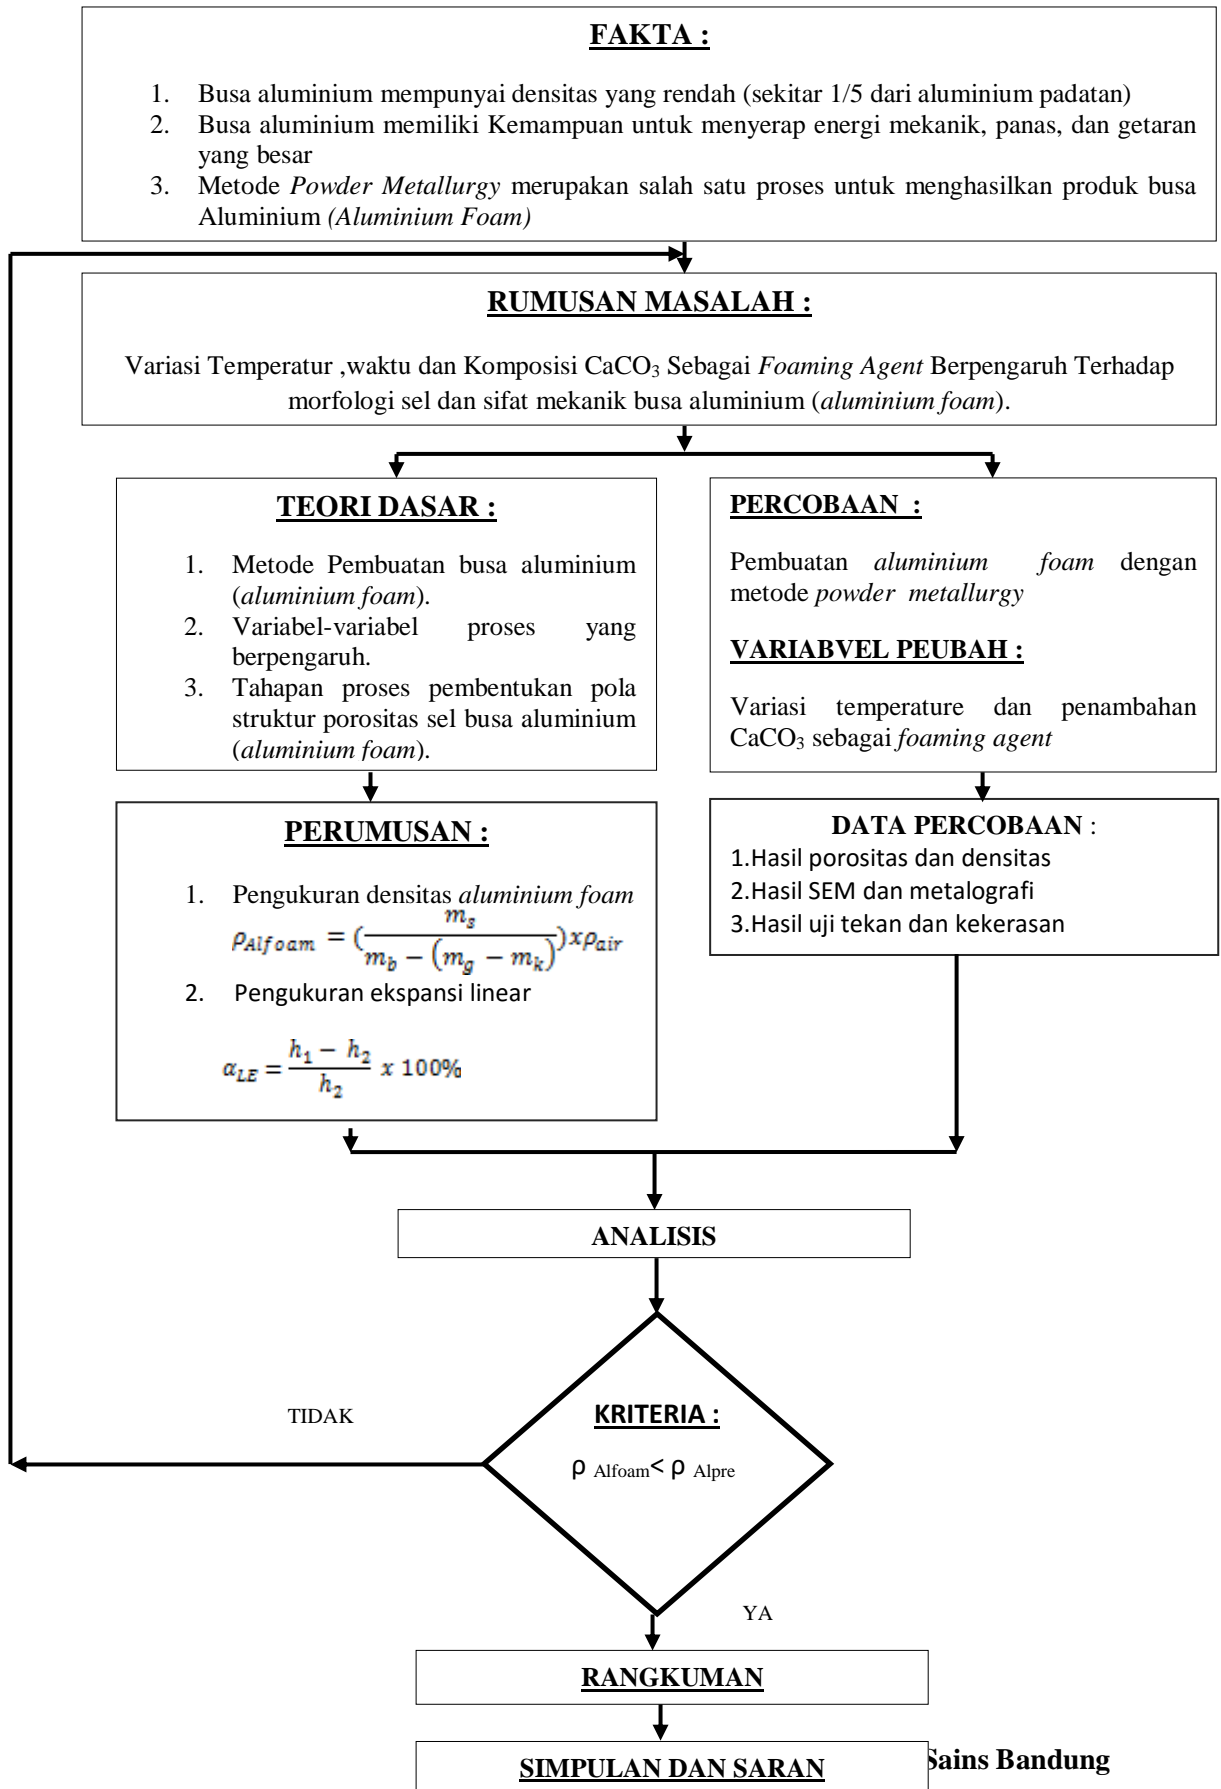 FAKTA :
1. Busa aluminium mempunyai densitas yang rendah (sekitar 1/5 dari aluminium padatan)
2. Busa aluminium memiliki Kemampuan untuk menyerap energi mekanik, panas, dan getaran
yang besar
3. Metode Powder Metallurgy merupakan salah satu proses untuk menghasilkan produk busa
Aluminium (Aluminium Foam)
RUMUSAN MASALAH :
Variasi Temperatur ,waktu dan Komposisi CaCO₃ Sebagai Foaming Agent Berpengaruh Terhadap
morfologi sel dan sifat mekanik busa aluminium (aluminium foam).
TEORI DASAR :
1. Metode Pembuatan busa aluminium
(aluminium foam).
2. Variabel-variabel proses yang
berpengaruh.
3. Tahapan proses pembentukan pola
struktur porositas sel busa aluminium
(aluminium foam).
PERCOBAAN :
Pembuatan aluminium foam dengan
metode powder metallurgy
VARIABVEL PEUBAH :
Variasi temperature dan penambahan
CaCO₃ sebagai foaming agent
PERUMUSAN :
1. Pengukuran densitas aluminium foam
ρ_Alfoam = (m_s / (m_b − (m_g − m_k))) x ρ_air
2. Pengukuran ekspansi linear
α_LE = (h₁ − h₂) / h₂ x 100%
DATA PERCOBAAN :
1.Hasil porositas dan densitas
2.Hasil SEM dan metalografi
3.Hasil uji tekan dan kekerasan
ANALISIS
KRITERIA :
ρ Alfoam< ρ Alpre
TIDAK
YA
RANGKUMAN
SIMPULAN DAN SARAN
Sains Bandung